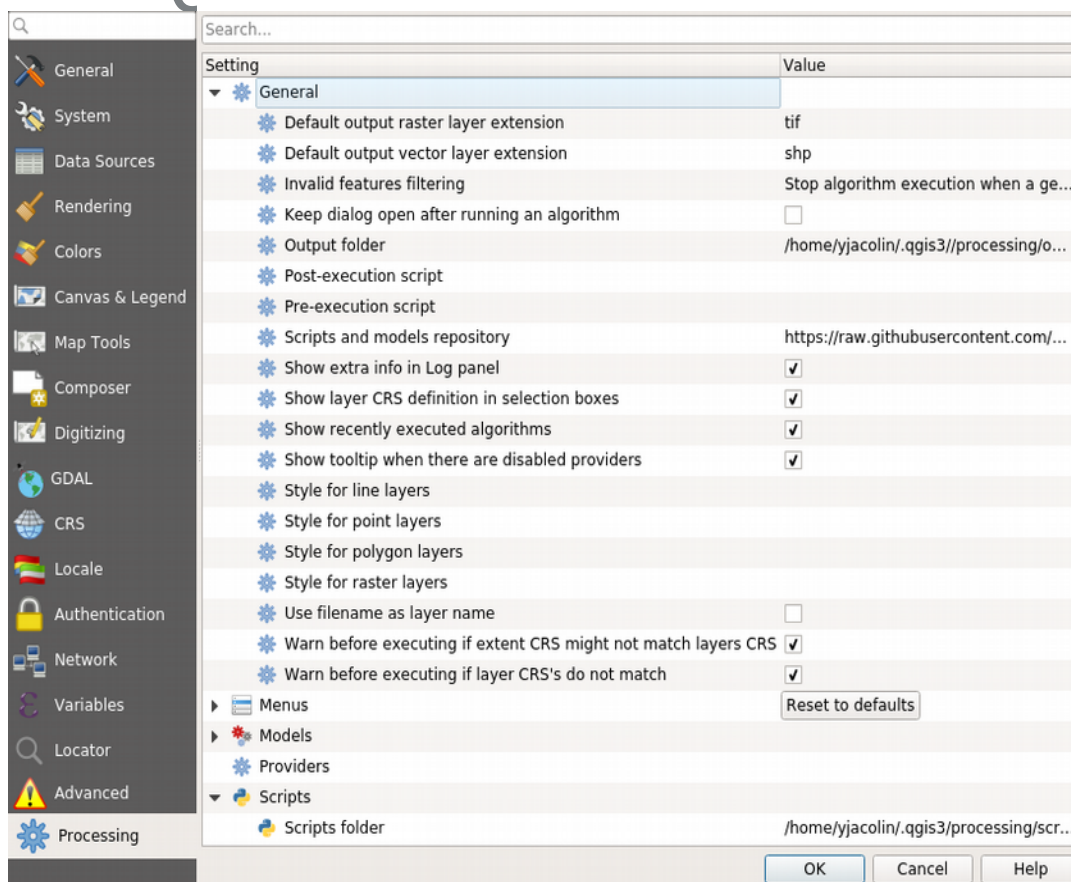 Search...
General
System
Data Sources
Rendering
Colors
Canvas & Legend
Map Tools
Composer
Digitizing
GDAL
CRS
Locale
Authentication
Network
Variables
Locator
Advanced
Processing
Setting Value
General
Default output raster layer extension tif
Default output vector layer extension shp
Invalid features filtering Stop algorithm execution when a ge...
Keep dialog open after running an algorithm
Output folder /home/yjacolin/.qgis3//processing/o...
Post-execution script
Pre-execution script
Scripts and models repository https://raw.githubusercontent.com/...
Show extra info in Log panel
Show layer CRS definition in selection boxes
Show recently executed algorithms
Show tooltip when there are disabled providers
Style for line layers
Style for point layers
Style for polygon layers
Style for raster layers
Use filename as layer name
Warn before executing if extent CRS might not match layers CRS
Warn before executing if layer CRS's do not match
Menus Reset to defaults
Models
Providers
Scripts
Scripts folder /home/yjacolin/.qgis3/processing/scr...
OK Cancel Help